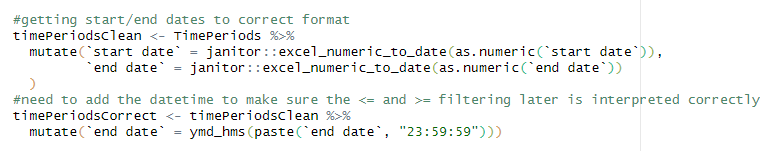 #getting start/end dates to correct format
timePeriodsClean <- TimePeriods %>%
  mutate(`start date` = janitor::excel_numeric_to_date(as.numeric(`start date`)),
         `end date` = janitor::excel_numeric_to_date(as.numeric(`end date`))
  )
#need to add the datetime to make sure the <= and >= filtering later is interpreted correctly
timePeriodsCorrect <- timePeriodsClean %>%
  mutate(`end date` = ymd_hms(paste(`end date`, "23:59:59")))